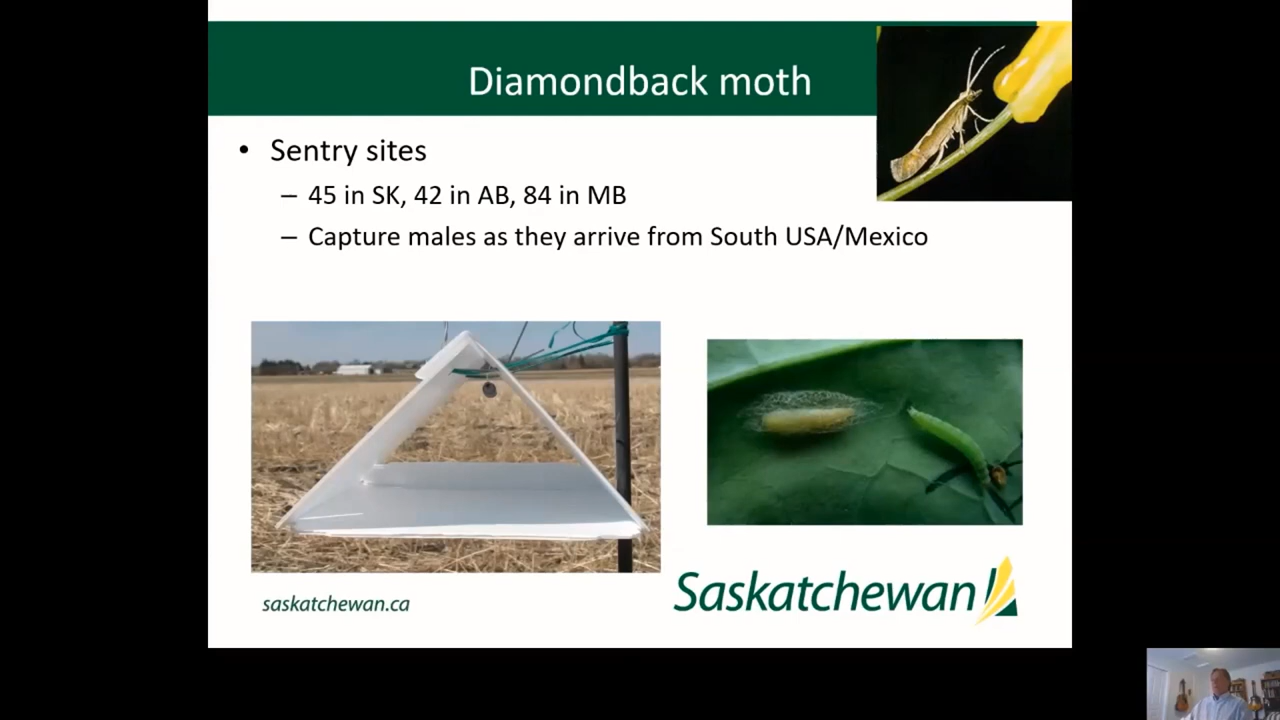 Diamondback moth
• Sentry sites
– 45 in SK, 42 in AB, 84 in MB
– Capture males as they arrive from South USA/Mexico
saskatchewan.ca
Saskatchewan